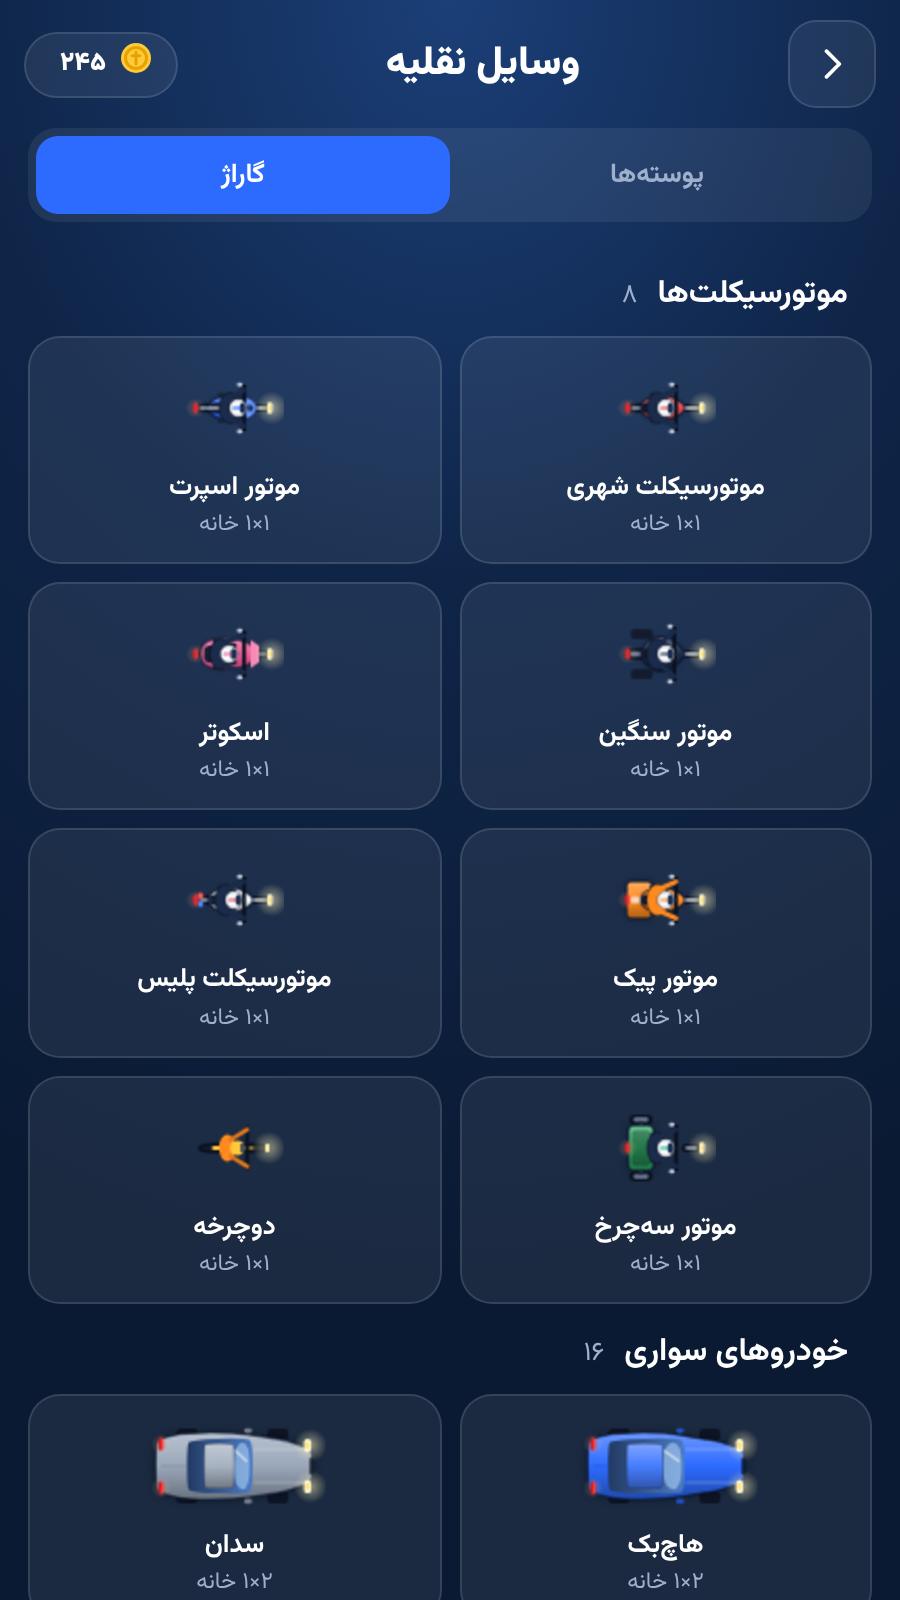 وسایل نقلیه
۲۴۵
پوسته‌ها
گاراژ
موتورسیکلت‌ها ۸
موتورسیکلت شهری
۱×۱ خانه
موتور اسپرت
۱×۱ خانه
موتور سنگین
۱×۱ خانه
اسکوتر
۱×۱ خانه
موتور پیک
۱×۱ خانه
موتورسیکلت پلیس
۱×۱ خانه
موتور سه‌چرخ
۱×۱ خانه
دوچرخه
۱×۱ خانه
خودروهای سواری ۱۶
هاچ‌بک
۱×۲ خانه
سدان
۱×۲ خانه